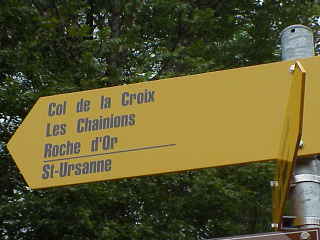 Col de la Croix
Les Chainions
Roche d'Or
St-Ursanne